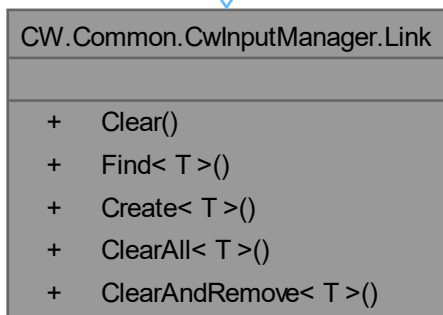 CW.Common.CwInputManager.Link
+ Clear()
+ Find< T >()
+ Create< T >()
+ ClearAll< T >()
+ ClearAndRemove< T >()